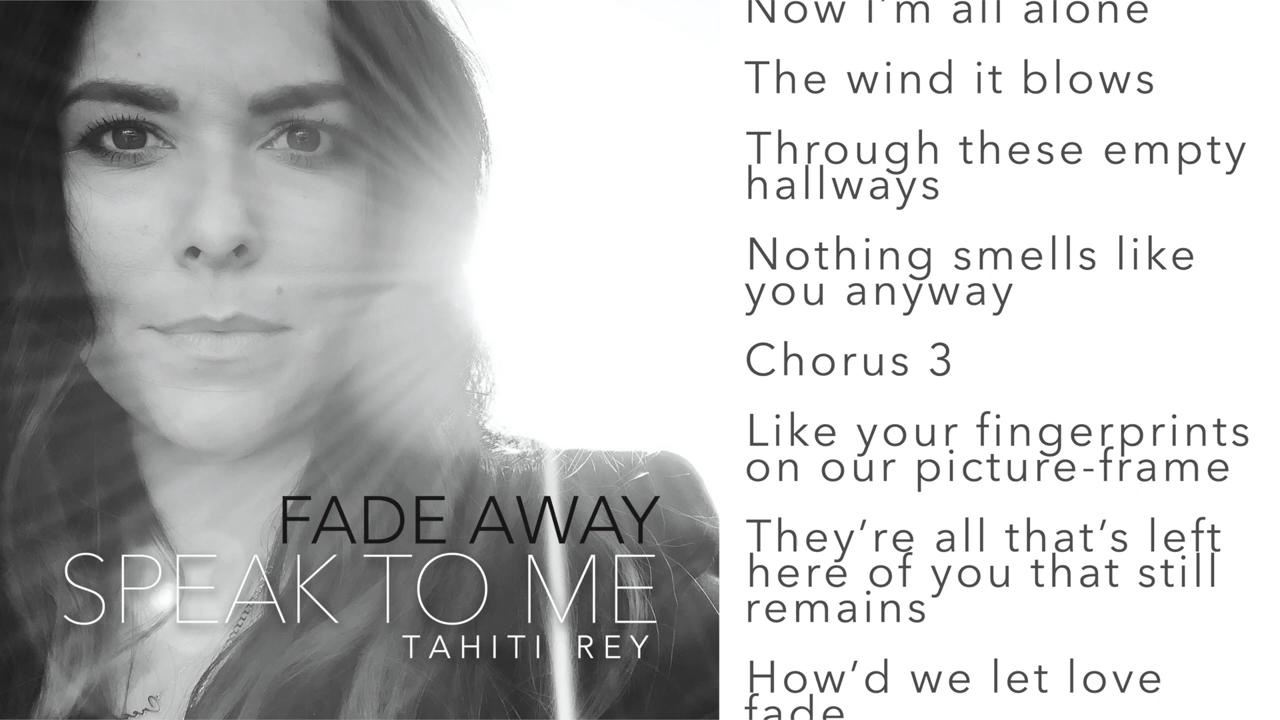 FADE AWAY
SPEAK TO ME
TAHITI REY
Now I'm all alone
The wind it blows
Through these empty
hallways
Nothing smells like
you anyway
Chorus 3
Like your fingerprints
on our picture-frame
They're all that's left
here of you that still
remains
How'd we let love
fade